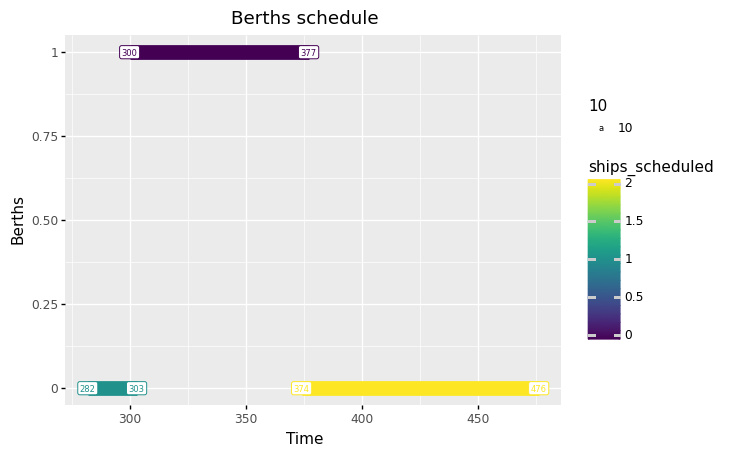 Berths schedule
1
0.75
0.50
0.25
0
Berths
300 377
282 303 374 476
300 350 400 450
Time
10
a 10
ships_scheduled
2
1.5
1
0.5
0